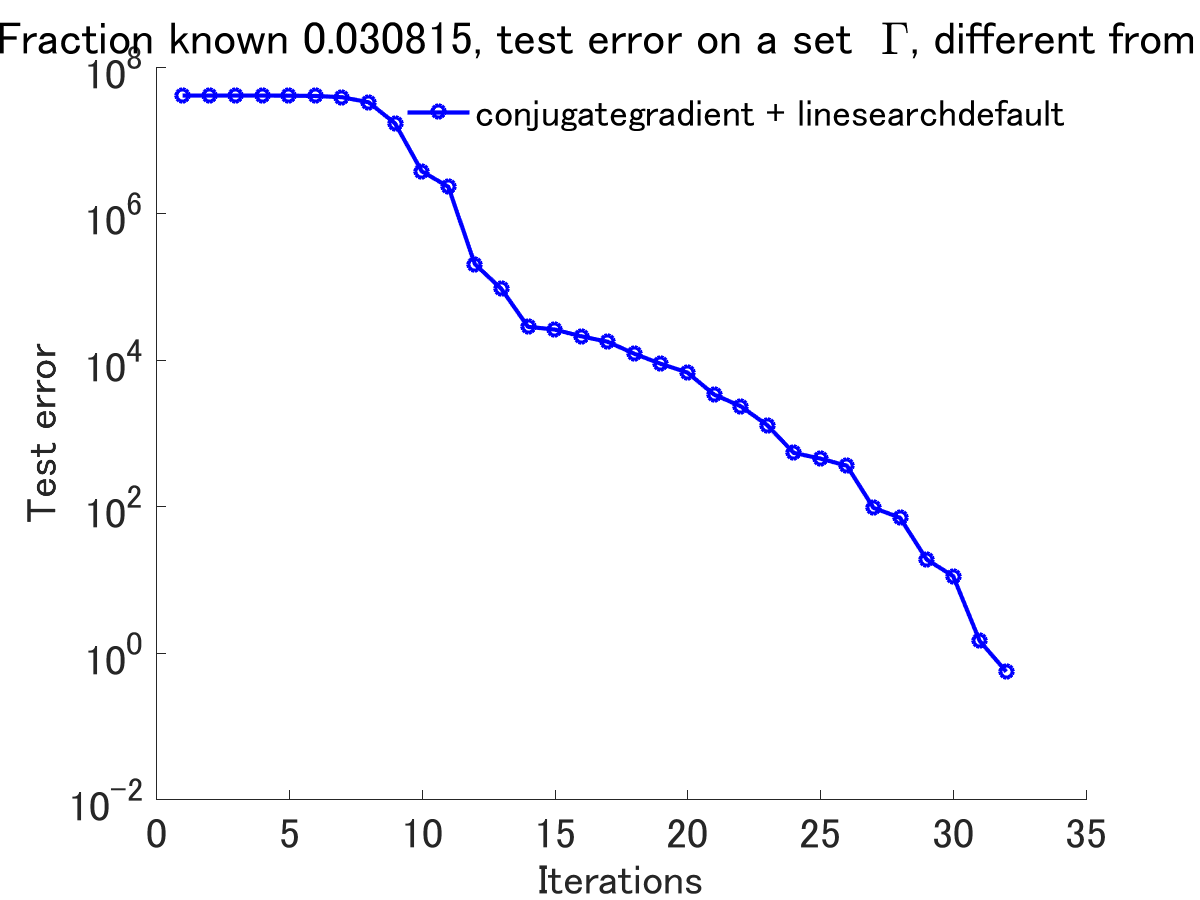 Fraction known 0.030815, test error on a set Γ, different from
10^8
conjugategradient + linesearchdefault
10^6
10^4
10^2
10^0
10^-2
Test error
0 5 10 15 20 25 30 35
Iterations